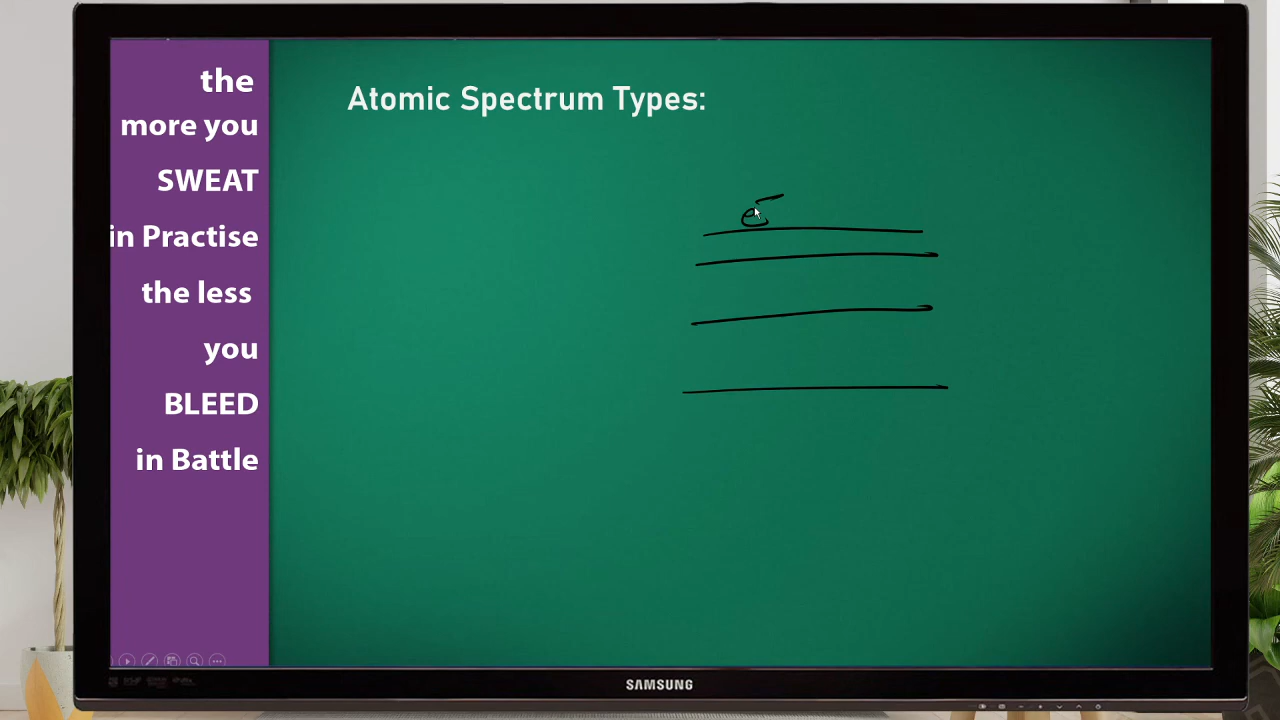 the
more you
SWEAT
in Practise
the less
you
BLEED
in Battle
Atomic Spectrum Types:
e⁻
SAMSUNG